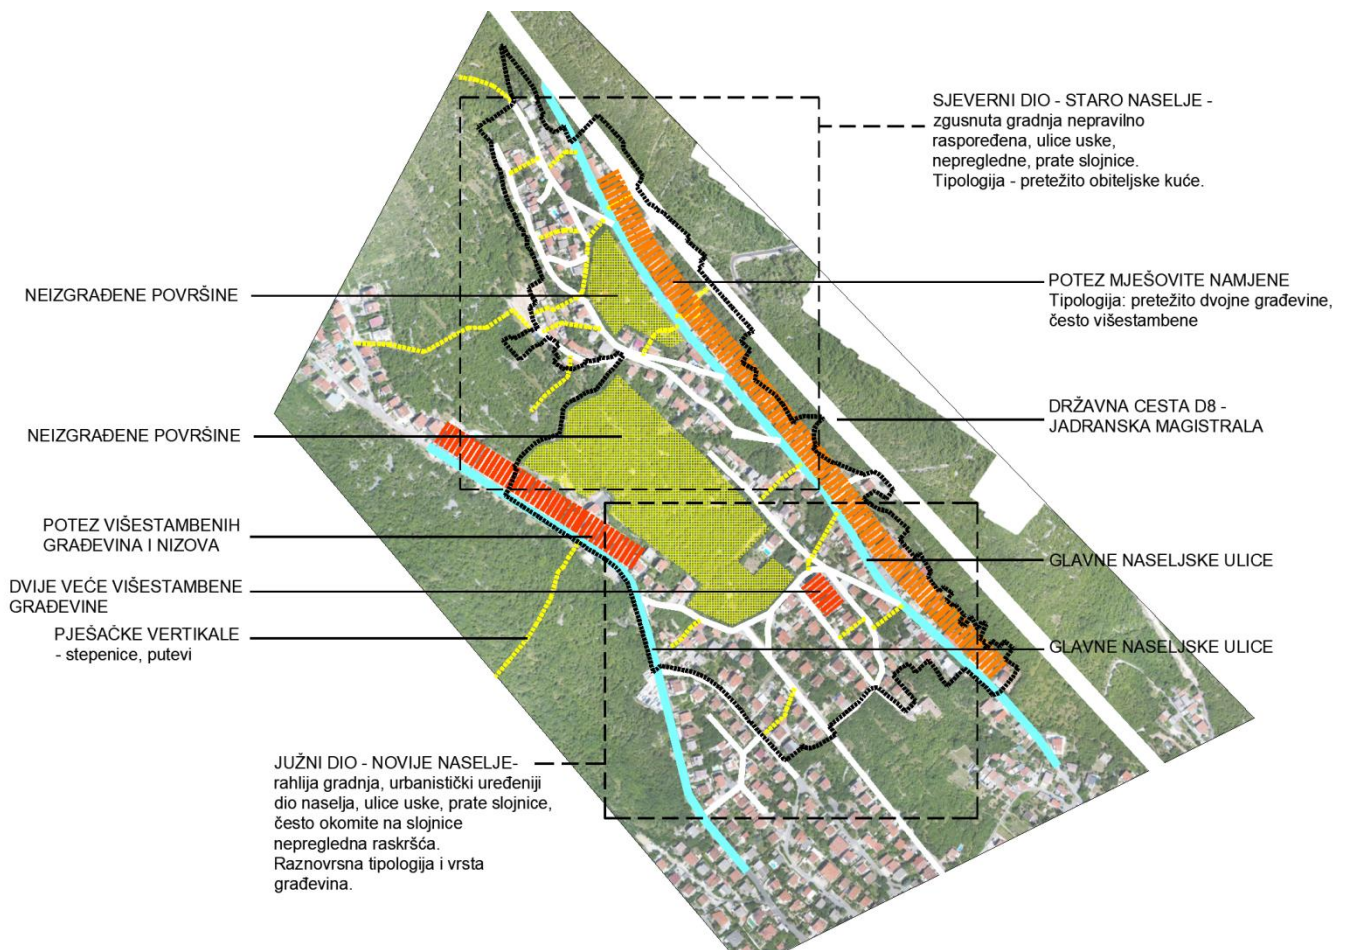 SJEVERNI DIO - STARO NASELJE -
zgusnuta gradnja nepravilno
raspoređena, ulice uske,
nepregledne, prate slojnice.
Tipologija - pretežito obiteljske kuće.
NEIZGRAĐENE POVRŠINE
POTEZ MJEŠOVITE NAMJENE
Tipologija: pretežito dvojne građevine,
često višestambene
DRŽAVNA CESTA D8 -
JADRANSKA MAGISTRALA
NEIZGRAĐENE POVRŠINE
POTEZ VIŠESTAMBENIH
GRAĐEVINA I NIZOVA
GLAVNE NASELJSKE ULICE
DVIJE VEĆE VIŠESTAMBENE
GRAĐEVINE
PJEŠAČKE VERTIKALE
- stepenice, putevi
GLAVNE NASELJSKE ULICE
JUŽNI DIO - NOVIJE NASELJE-
rahlija gradnja, urbanistički uređeniji
dio naselja, ulice uske, prate slojnice,
često okomite na slojnice
nepregledna raskršća.
Raznovrsna tipologija i vrsta
građevina.